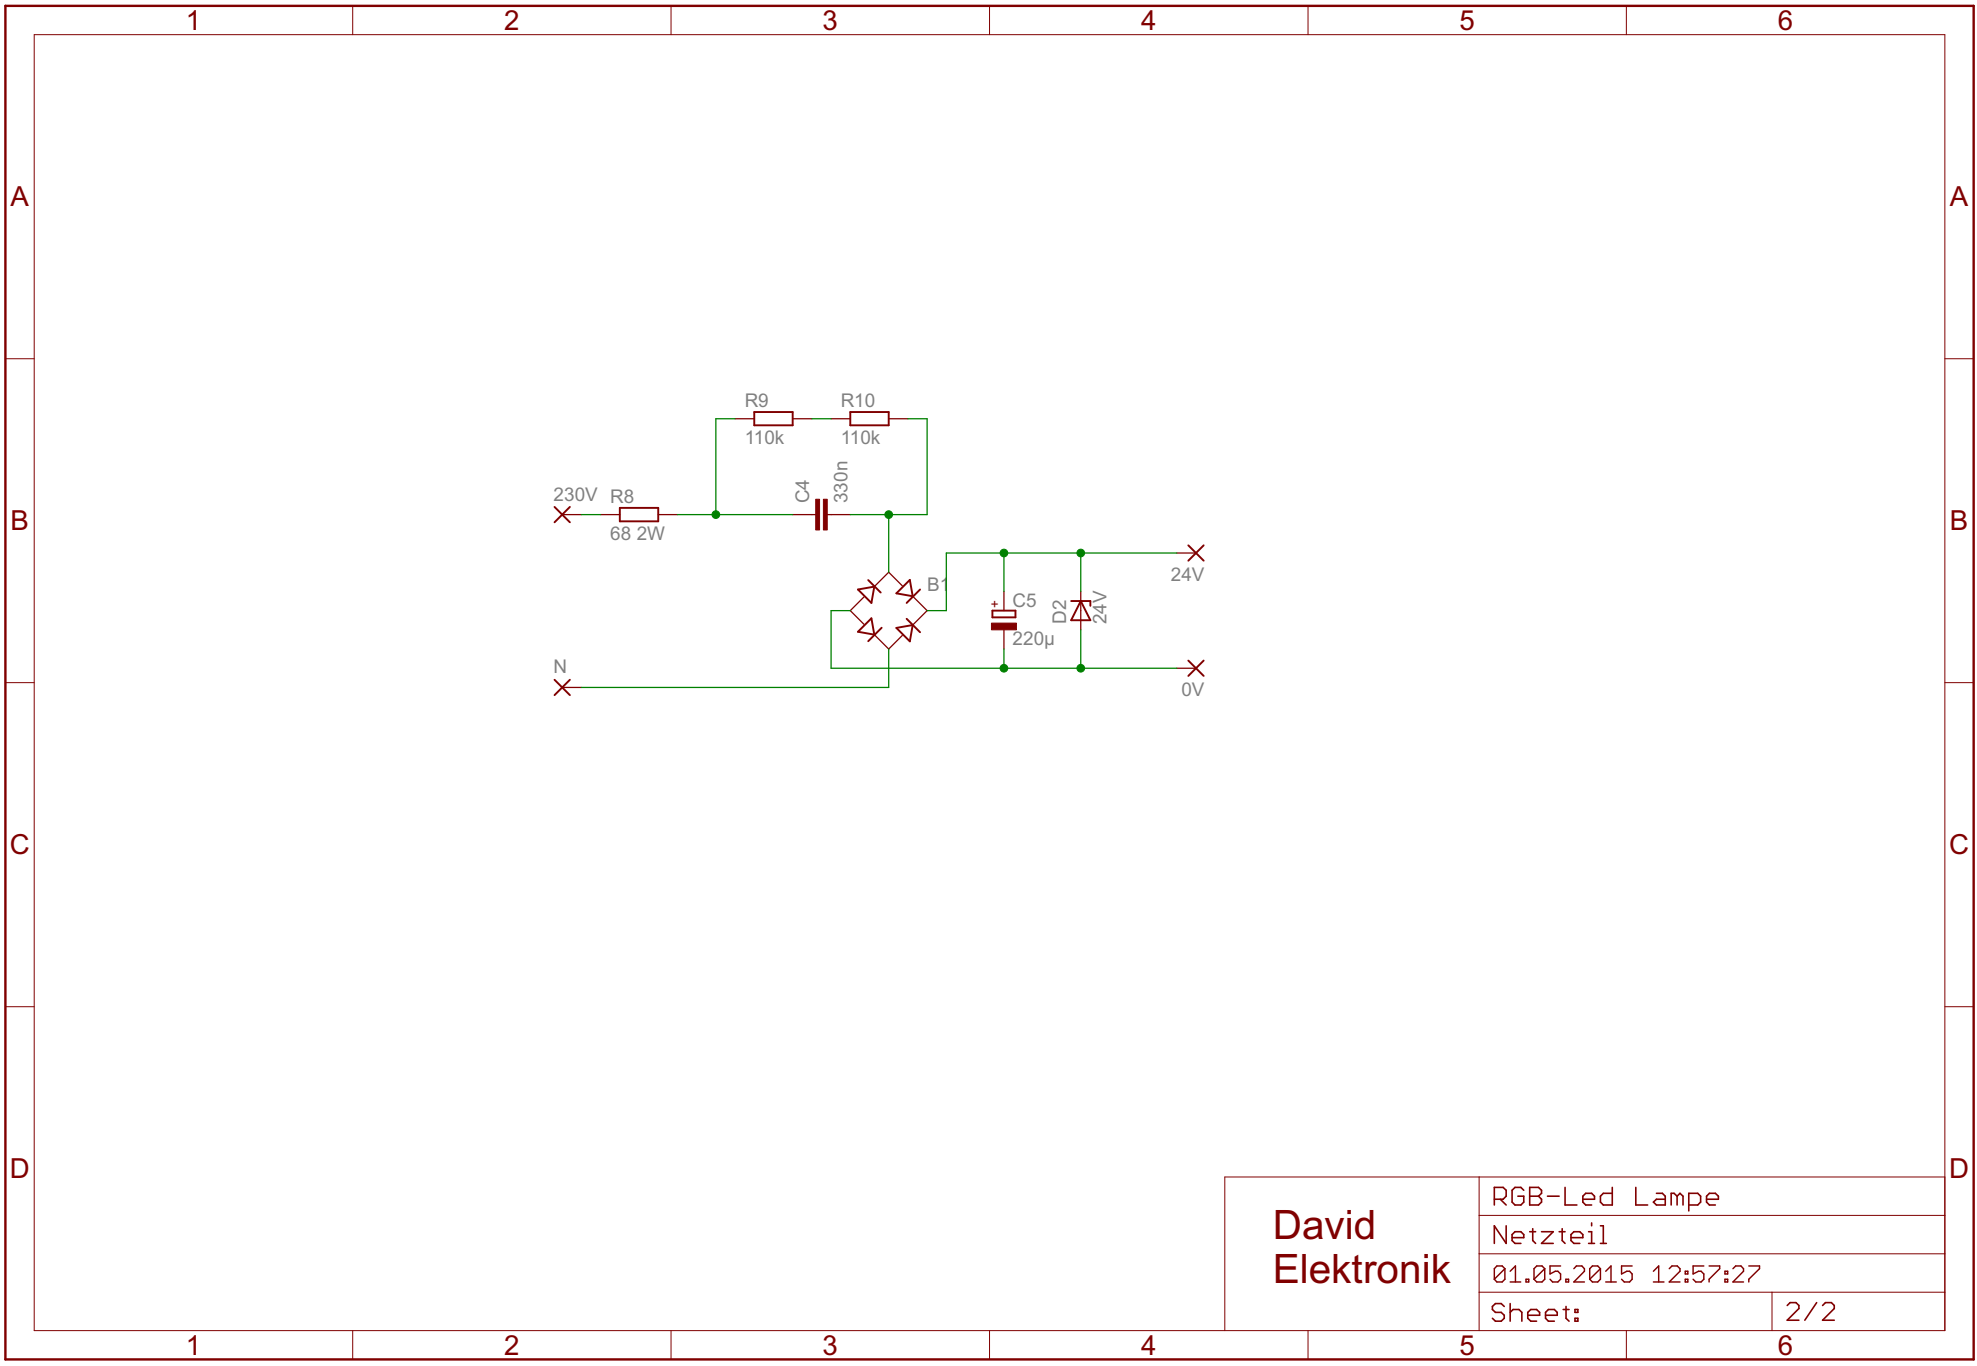 1 2 3 4 5 6
A A
R9 R10
110k 110k
C4 330n
230V R8
68 2W
B B
24V
B1
C5
220µ
D2
24V
N
0V
C C
D D
David
Elektronik
RGB-Led Lampe
Netzteil
01.05.2015 12:57:27
Sheet: 2/2
1 2 3 4 5 6